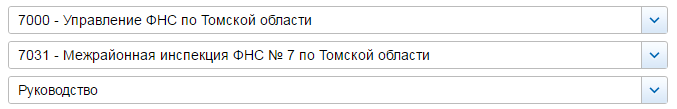 7000 - Управление ФНС по Томской области
7031 - Межрайонная инспекция ФНС № 7 по Томской области
Руководство